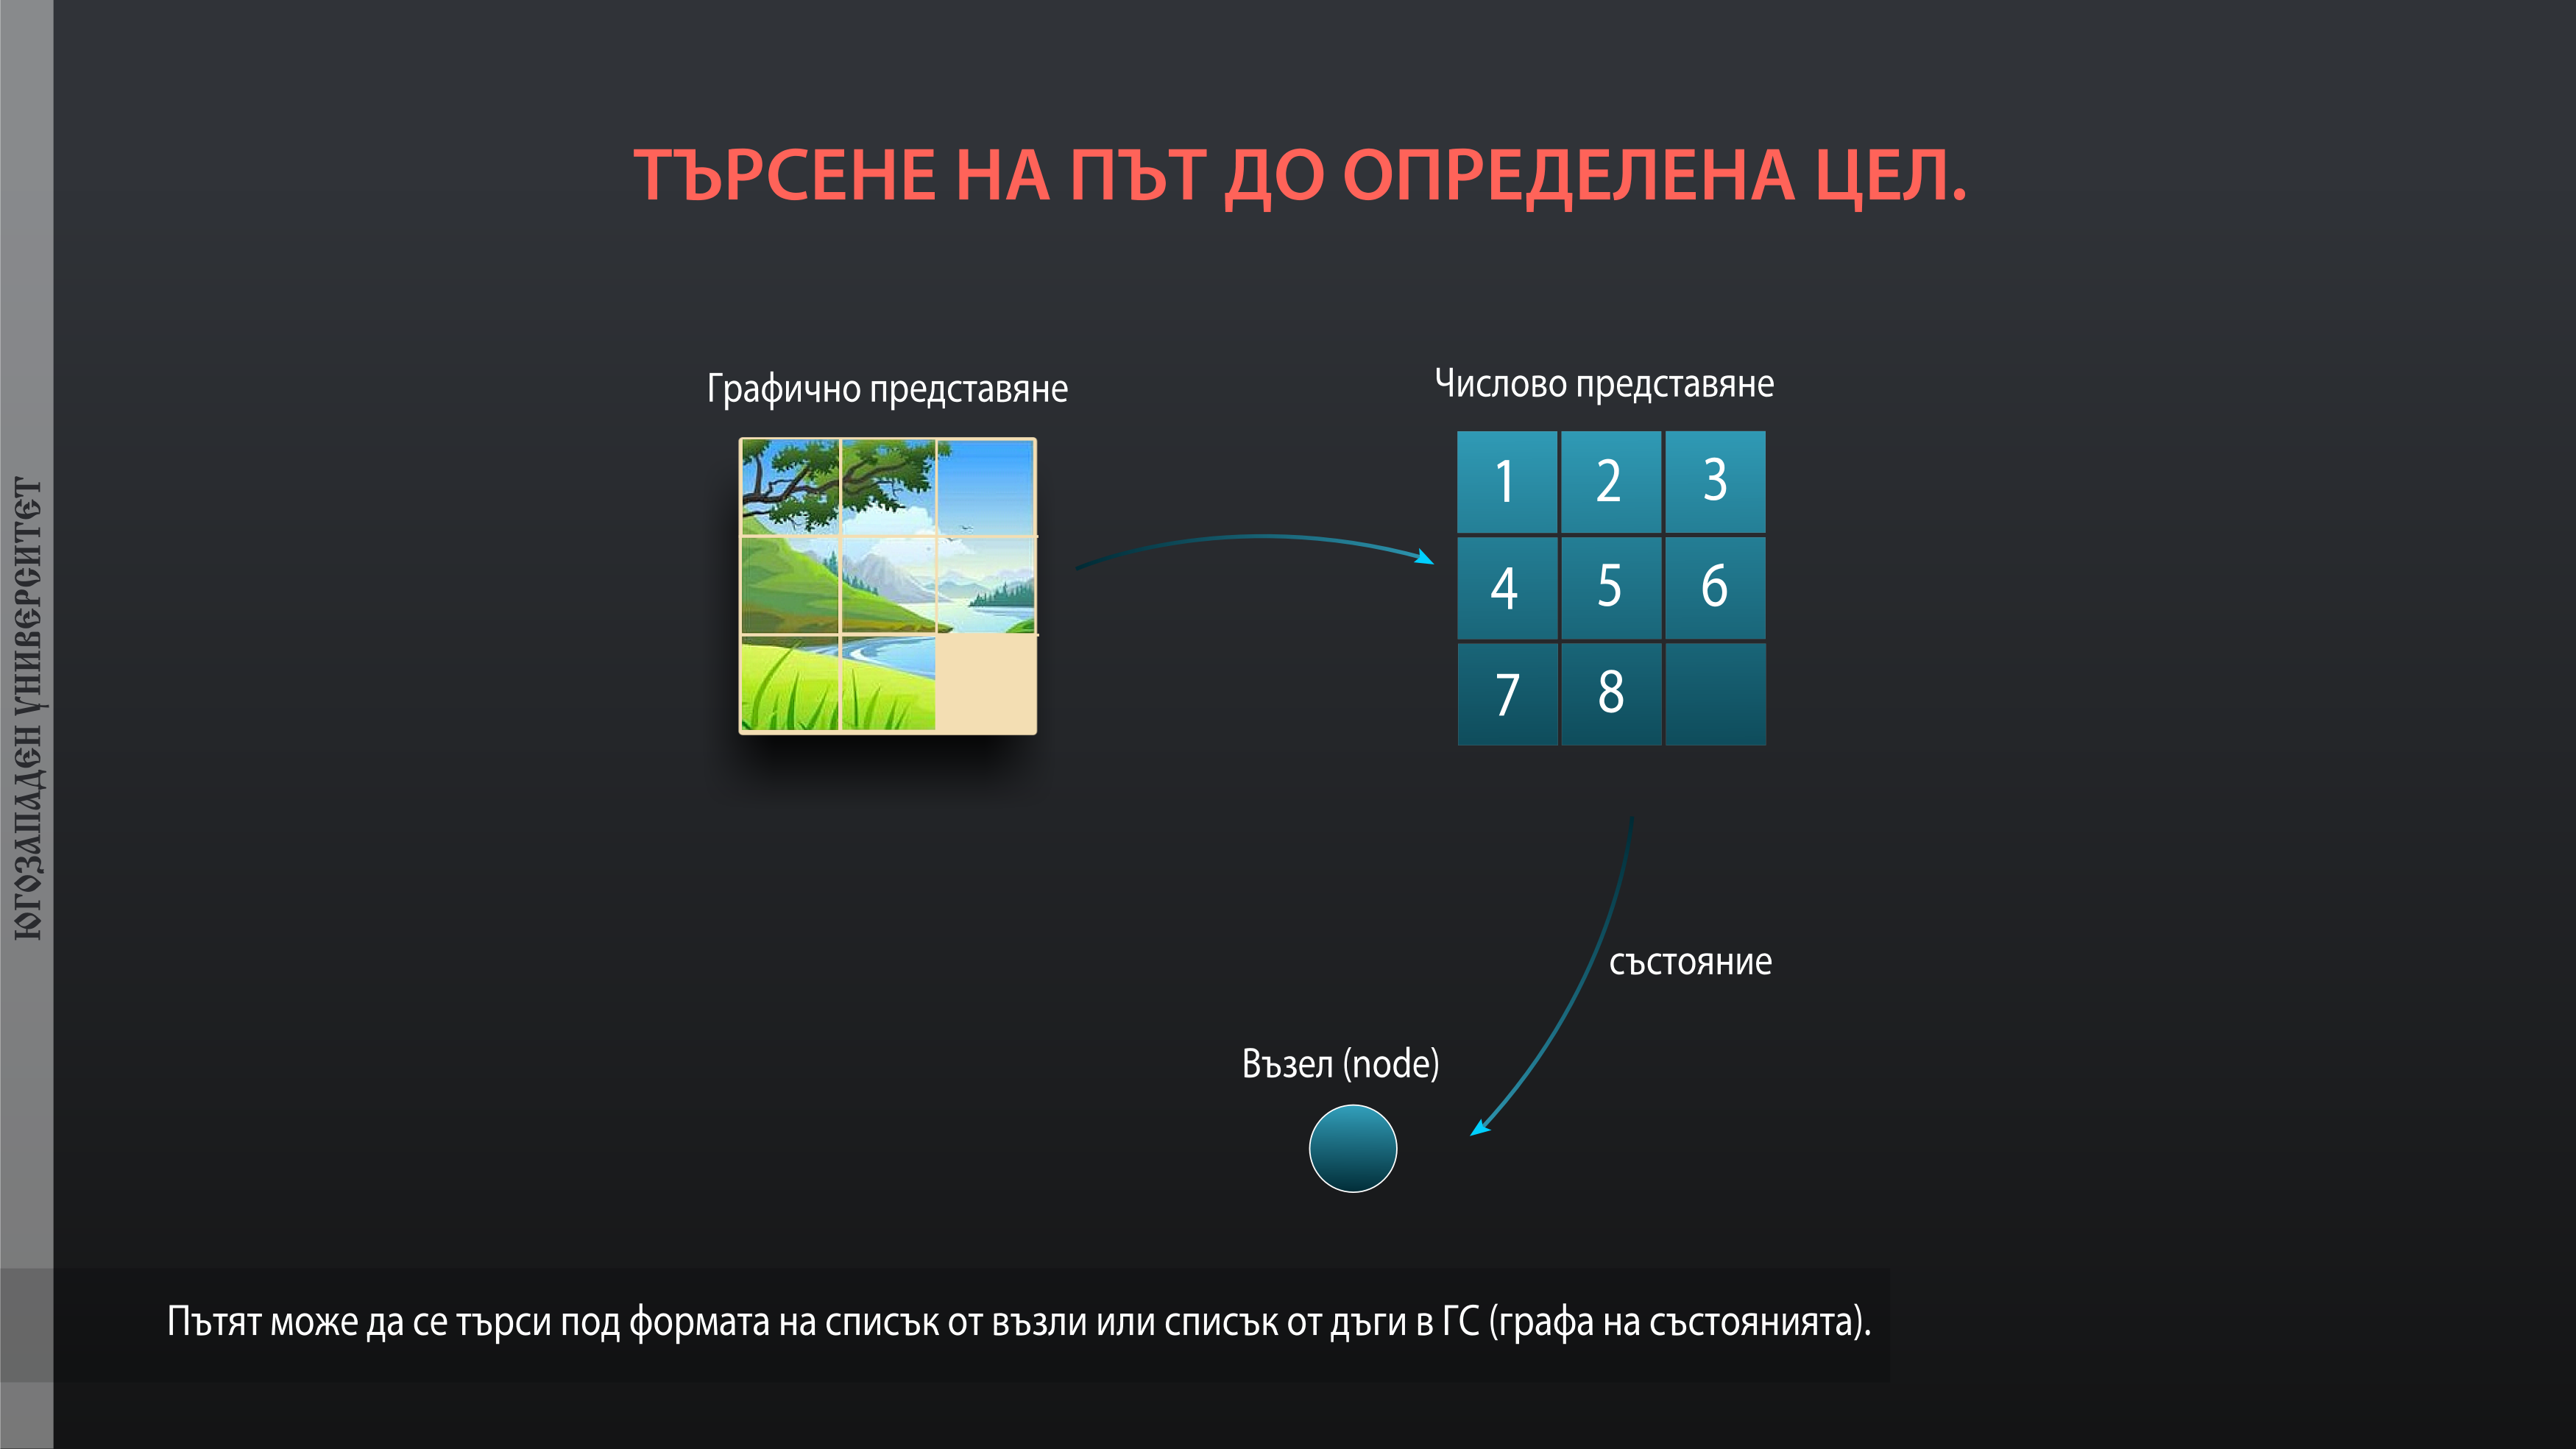 ЮГОЗАПАДЕН УНИВЕРСИТЕТ
ТЪРСЕНЕ НА ПЪТ ДО ОПРЕДЕЛЕНА ЦЕЛ.
Графично представяне
Числово представяне
1 2 3
4 5 6
7 8
състояние
Възел (node)
Пътят може да се търси под формата на списък от възли или списък от дъги в ГС (графа на състоянията).